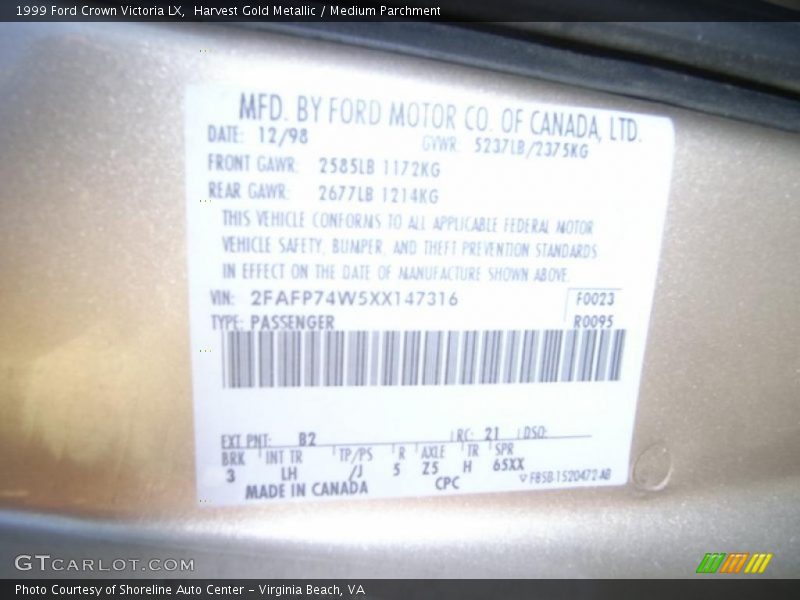 1999 Ford Crown Victoria LX, Harvest Gold Metallic / Medium Parchment
MFD. BY FORD MOTOR CO. OF CANADA, LTD.
DATE: 12/98 GVWR: 5237LB/2375KG
FRONT GAWR: 2585LB 1172KG
REAR GAWR: 2677LB 1214KG
THIS VEHICLE CONFORMS TO ALL APPLICABLE FEDERAL MOTOR
VEHICLE SAFETY, BUMPER, AND THEFT PREVENTION STANDARDS
IN EFFECT ON THE DATE OF MANUFACTURE SHOWN ABOVE.
VIN: 2FAFP74W5XX147316 F0023
TYPE: PASSENGER R0095
EXT PNT: B2 RC: 21 DSO:
BRK INT TR TP/PS R AXLE TR SPR
3 LH /J 5 Z5 H 65XX
MADE IN CANADA CPC F85B-1520472-AB
GTCARLOT.COM
Photo Courtesy of Shoreline Auto Center - Virginia Beach, VA